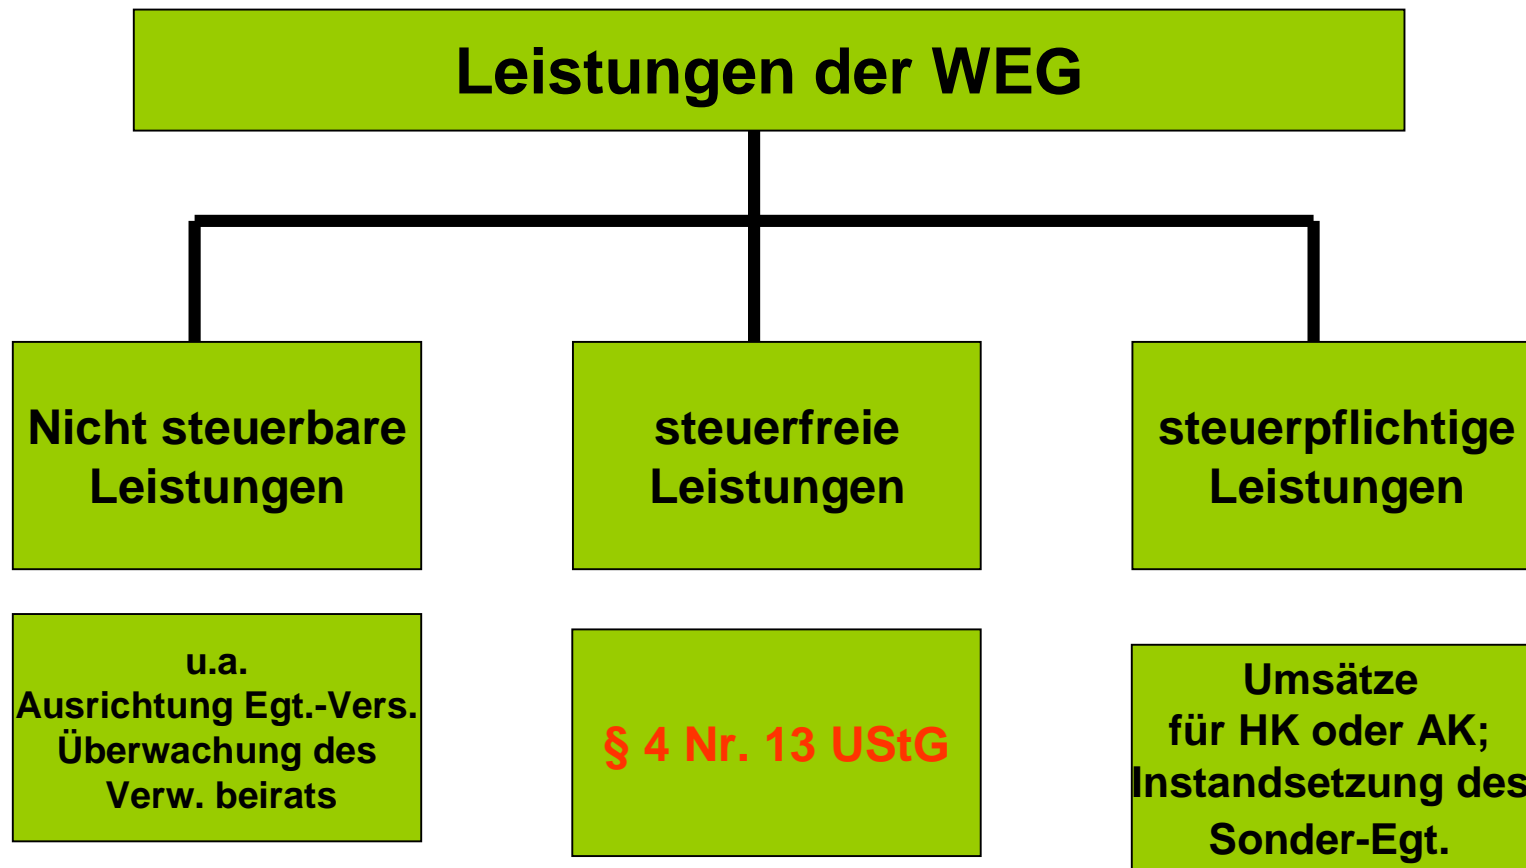 Leistungen der WEG
Nicht steuerbare
Leistungen
steuerfreie
Leistungen
steuerpflichtige
Leistungen
u.a.
Ausrichtung Egt.-Vers.
Überwachung des
Verw. beirats
§ 4 Nr. 13 UStG
Umsätze
für HK oder AK;
Instandsetzung des
Sonder-Egt.